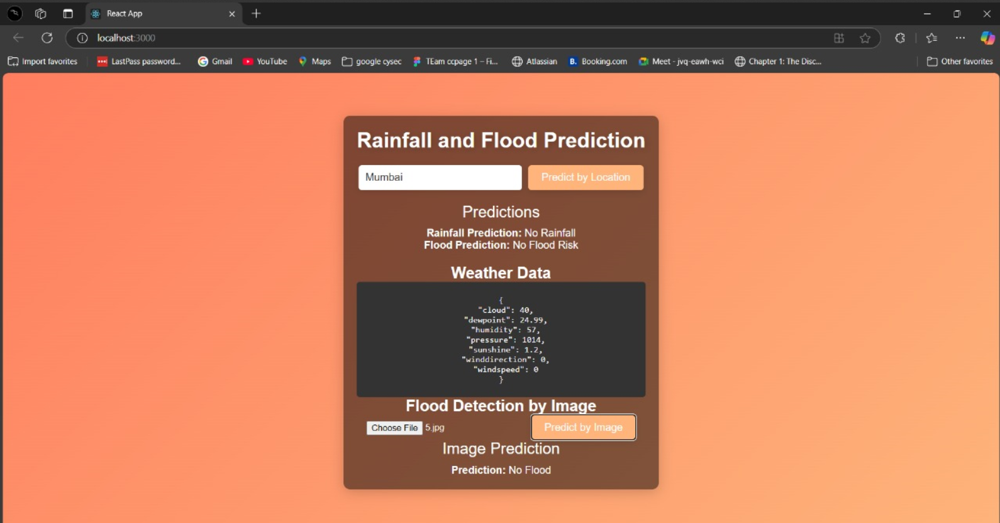 React App
localhost:3000
Import favorites
LastPass password...
Gmail
YouTube
Maps
google cysec
TEam ccpage 1 – Fi...
Atlassian
B. Booking.com
Meet - jvq-eawh-wci
Chapter 1: The Disc...
Other favorites
Rainfall and Flood Prediction
Mumbai
Predict by Location
Predictions
Rainfall Prediction: No Rainfall
Flood Prediction: No Flood Risk
Weather Data
{
"cloud": 40,
"dewpoint": 24.99,
"humidity": 57,
"pressure": 1014,
"sunshine": 1.2,
"winddirection": 0,
"windspeed": 0
}
Flood Detection by Image
Choose File 5.jpg
Predict by Image
Image Prediction
Prediction: No Flood